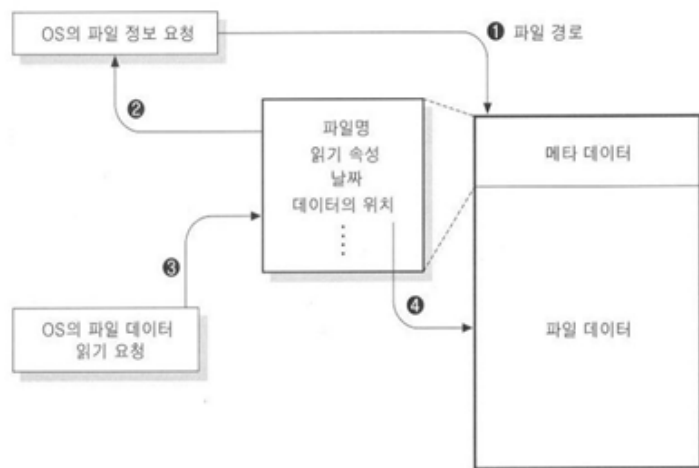 OS의 파일 정보 요청
❶ 파일 경로
❷
파일명
읽기 속성
날짜
데이터의 위치
메타 데이터
❸
❹
OS의 파일 데이터
읽기 요청
파일 데이터